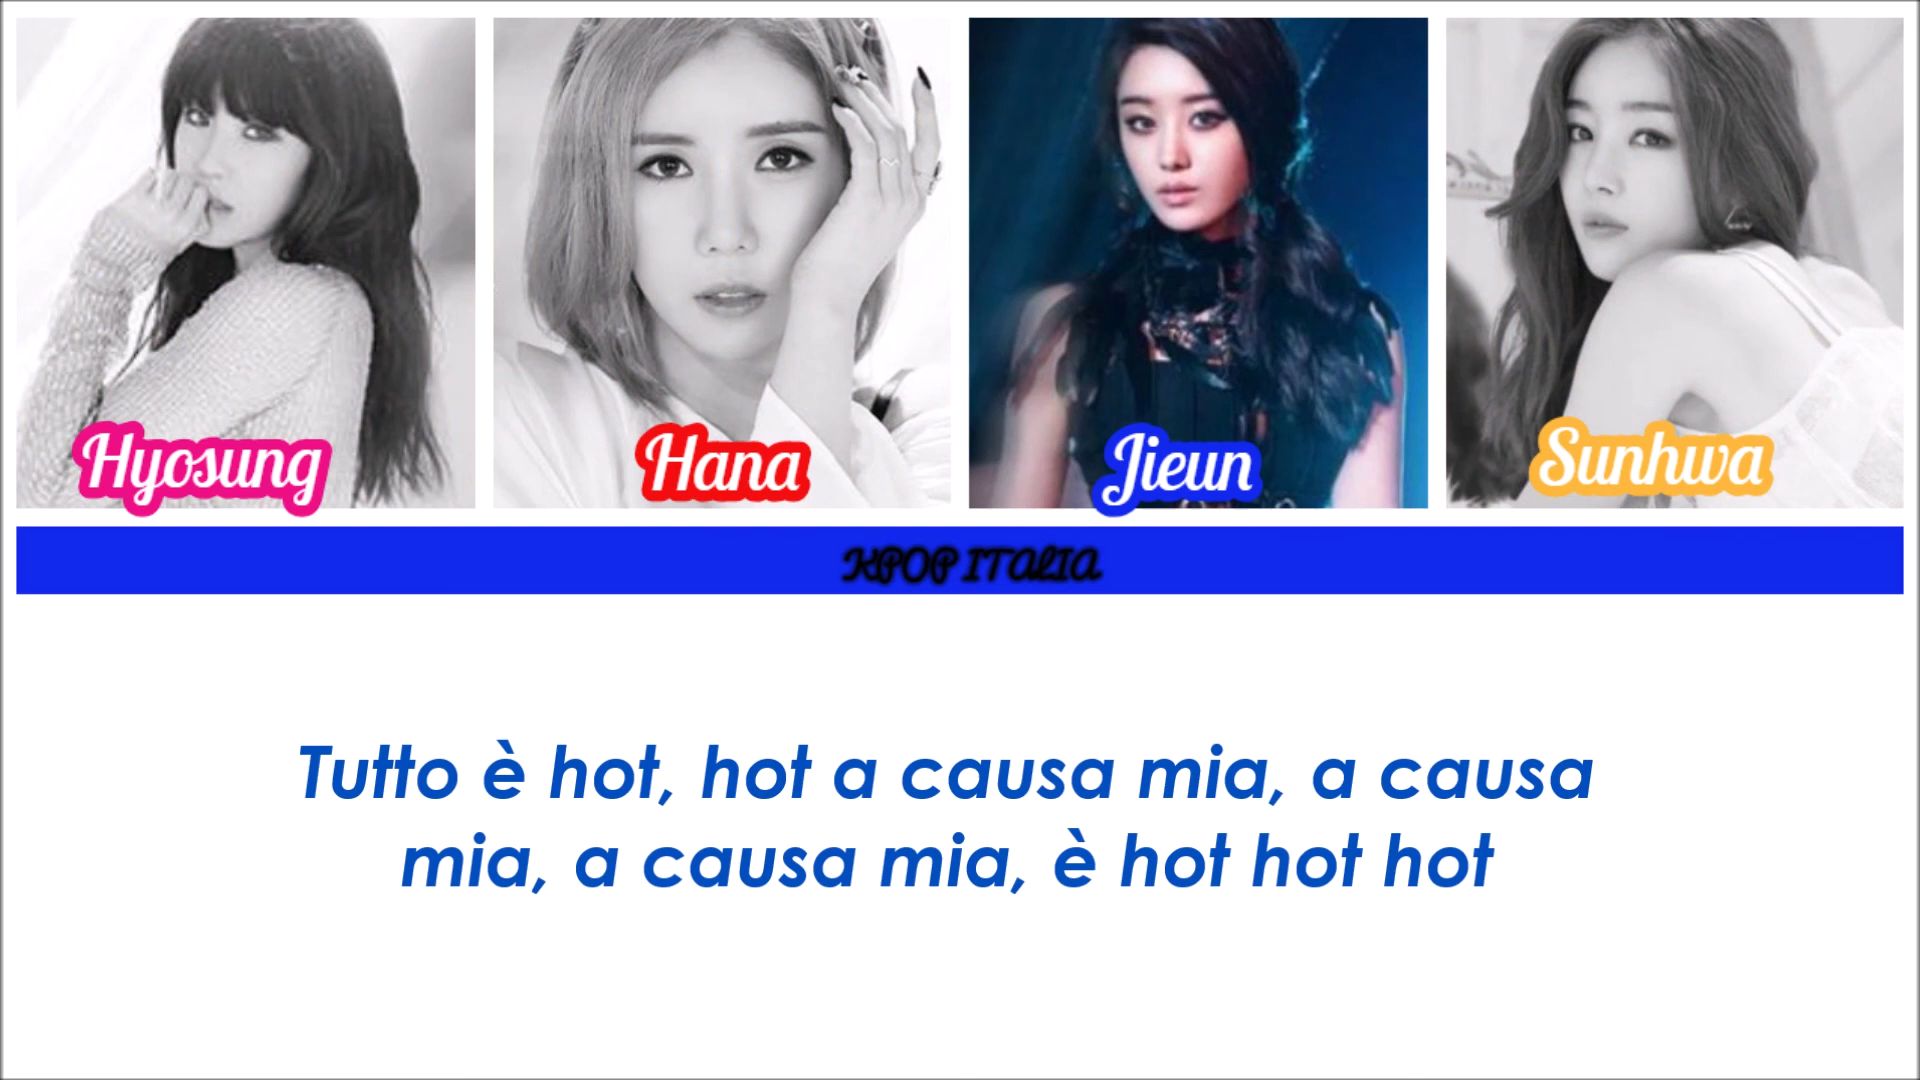 Hyosung
Hana
Jieun
Sunhwa
KPOP ITALIA
Tutto è hot, hot a causa mia, a causa
mia, a causa mia, è hot hot hot